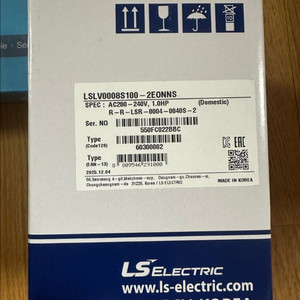 LSLV0008S100-2EONNS
SPEC : AC200-240V, 1.0HP (Domestic)
R-R-LSR-0004-0040S-2
Ser. NO 550FC022BBC
Type
(Code128) 60300002
Type
(EAN-13)
2025.12.04
MADE IN KOREA
LS ELECTRIC
www.ls-electric.com